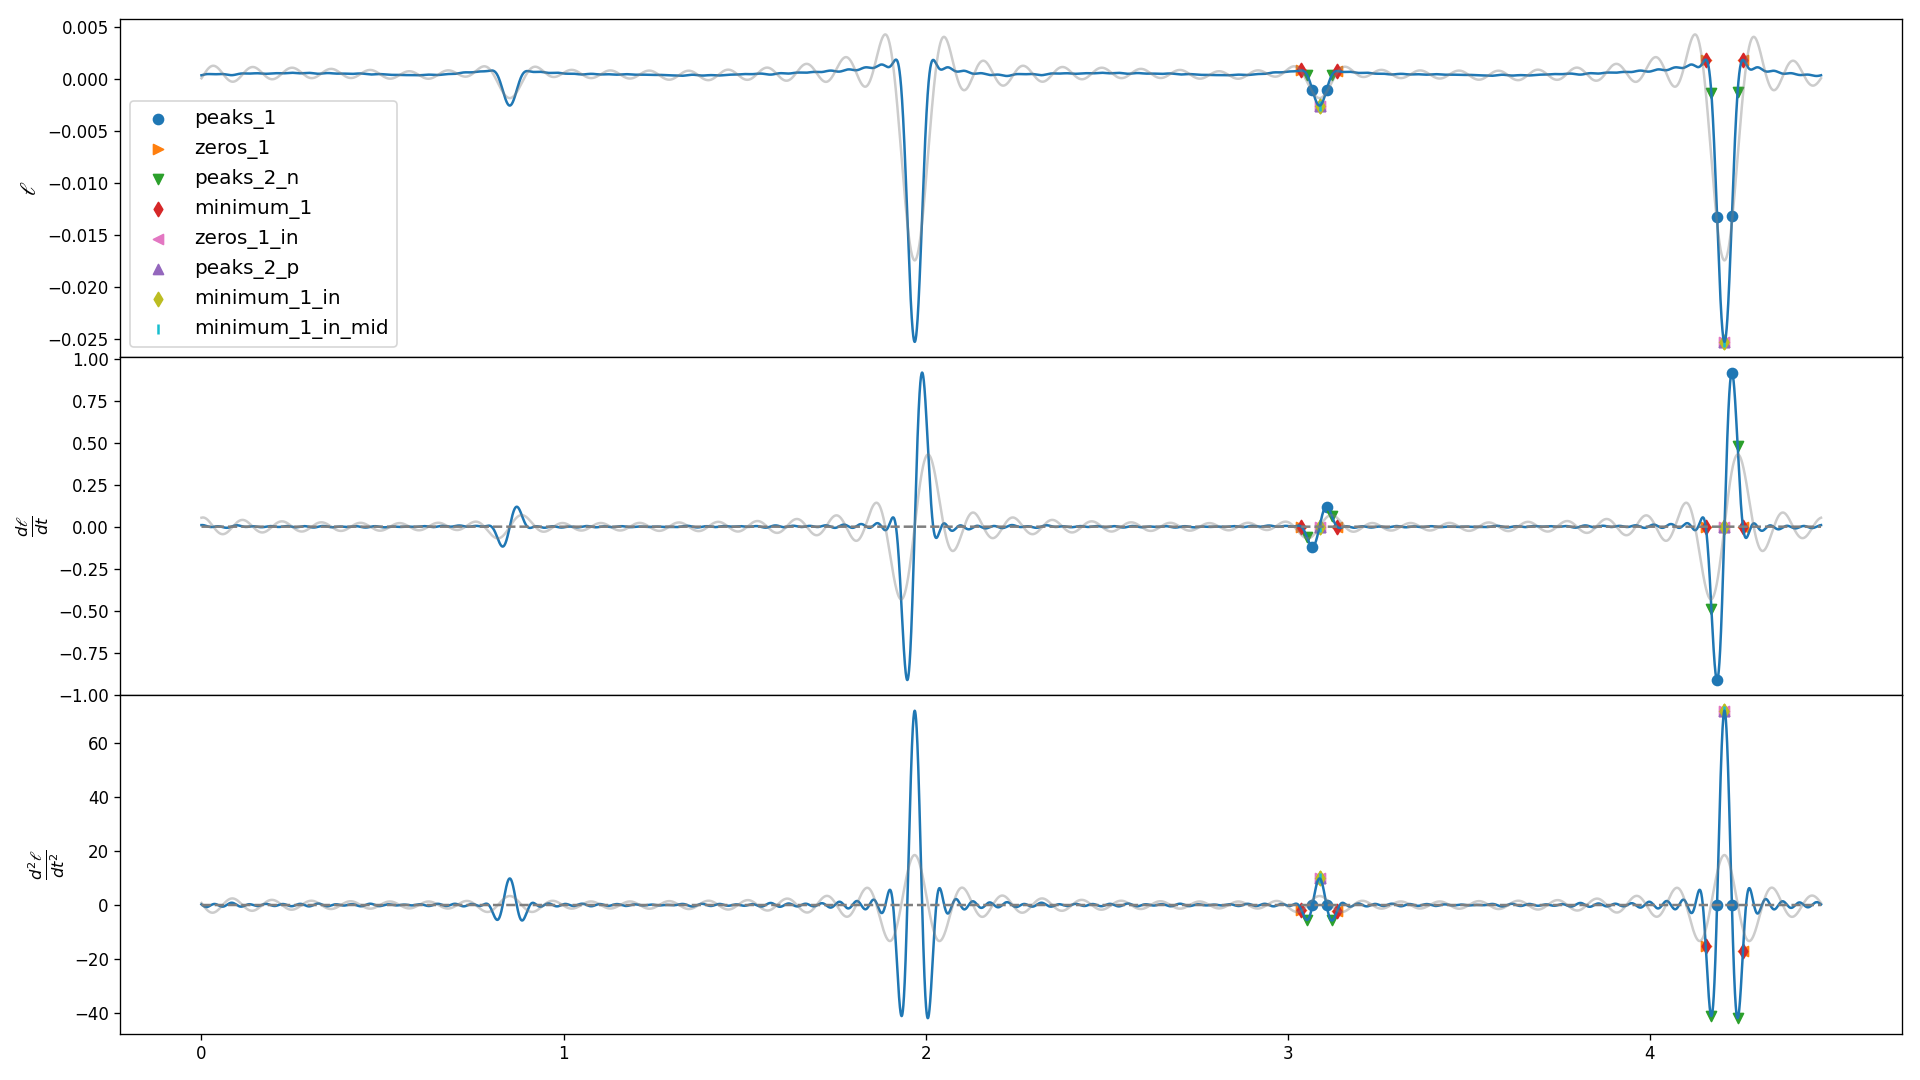 0.005
0.000
−0.005
−0.010
−0.015
−0.020
−0.025
ℓ
peaks_1
zeros_1
peaks_2_n
minimum_1
zeros_1_in
peaks_2_p
minimum_1_in
minimum_1_in_mid
1.00
0.75
0.50
0.25
0.00
−0.25
−0.50
−0.75
−1.00
dℓ
dt
60
40
20
0
−20
−40
d²ℓ
dt²
0 1 2 3 4